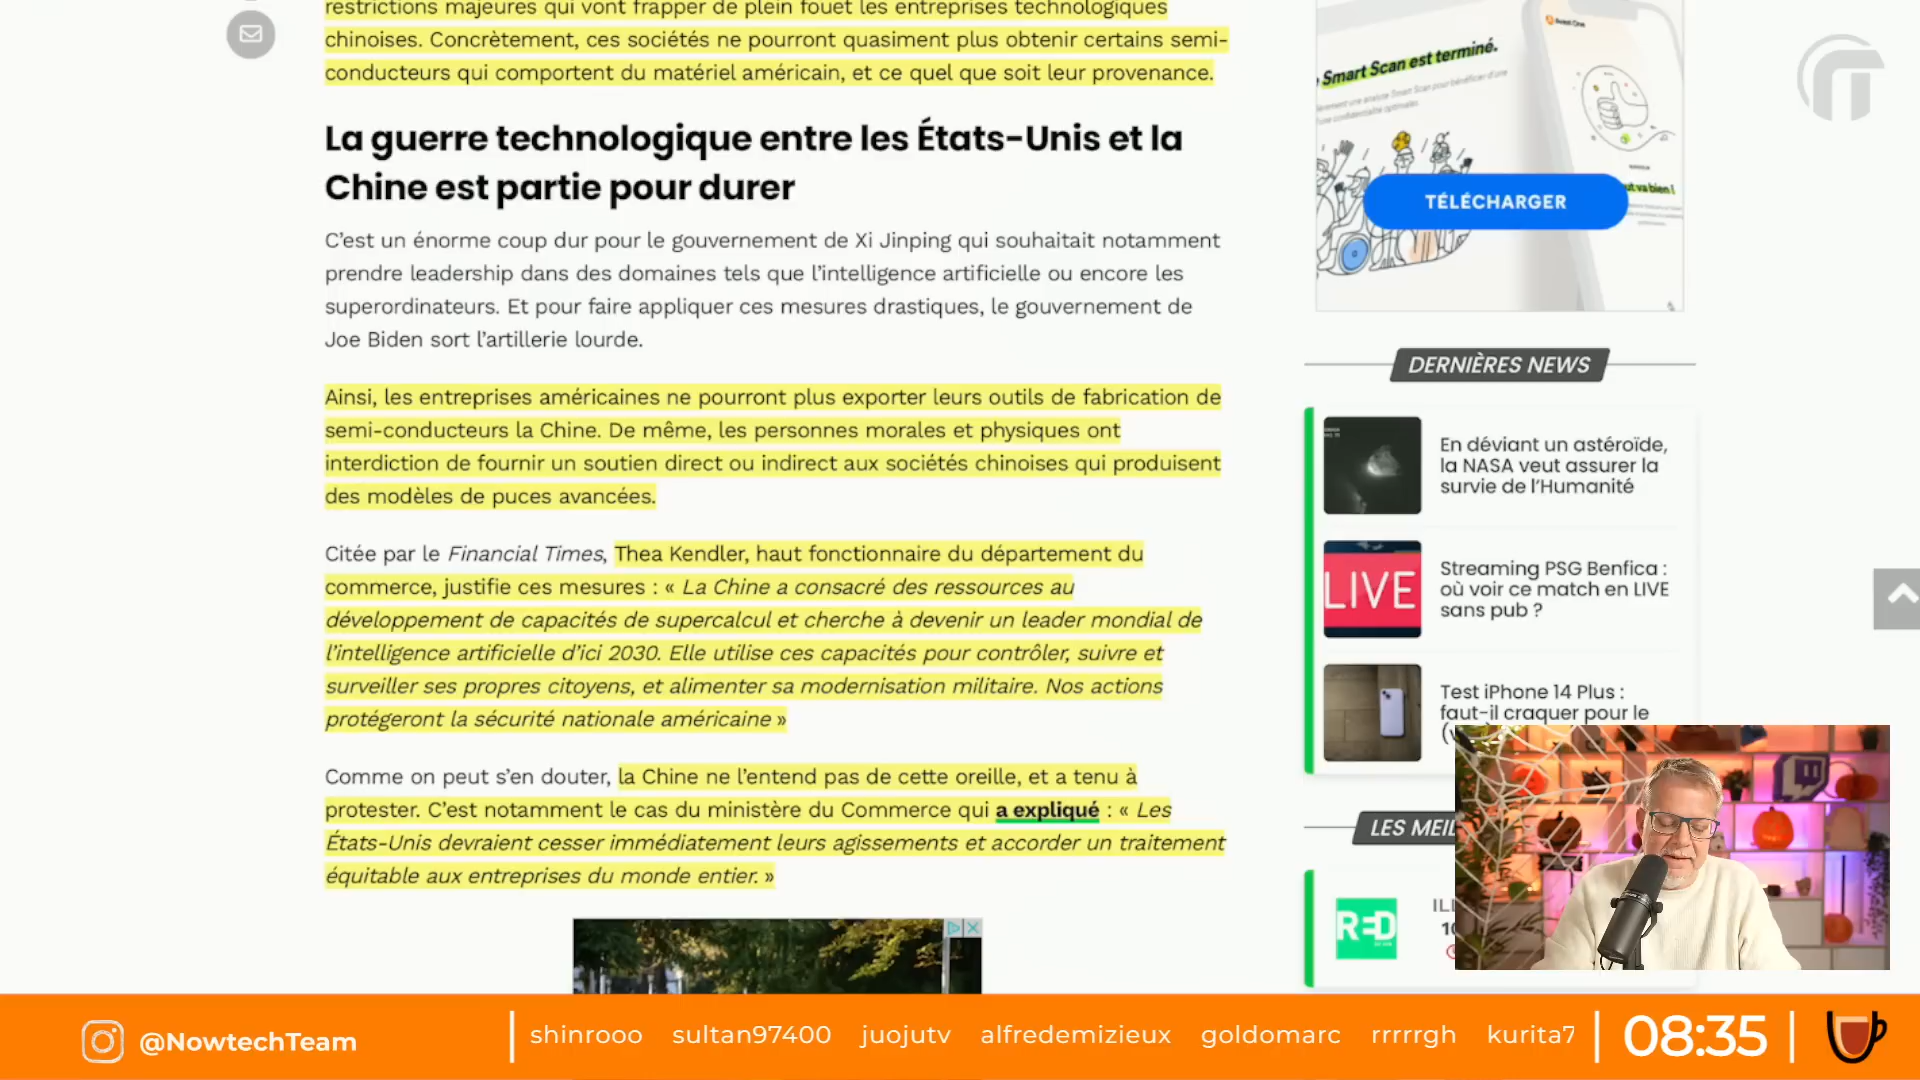 restrictions majeures qui vont frapper de plein fouet les entreprises technologiques
chinoises. Concrètement, ces sociétés ne pourront quasiment plus obtenir certains semi-
conducteurs qui comportent du matériel américain, et ce quel que soit leur provenance.
La guerre technologique entre les États-Unis et la
Chine est partie pour durer
C’est un énorme coup dur pour le gouvernement de Xi Jinping qui souhaitait notamment
prendre leadership dans des domaines tels que l’intelligence artificielle ou encore les
superordinateurs. Et pour faire appliquer ces mesures drastiques, le gouvernement de
Joe Biden sort l’artillerie lourde.
Ainsi, les entreprises américaines ne pourront plus exporter leurs outils de fabrication de
semi-conducteurs la Chine. De même, les personnes morales et physiques ont
interdiction de fournir un soutien direct ou indirect aux sociétés chinoises qui produisent
des modèles de puces avancées.
Citée par le Financial Times, Thea Kendler, haut fonctionnaire du département du
commerce, justifie ces mesures : « La Chine a consacré des ressources au
développement de capacités de supercalcul et cherche à devenir un leader mondial de
l’intelligence artificielle d’ici 2030. Elle utilise ces capacités pour contrôler, suivre et
surveiller ses propres citoyens, et alimenter sa modernisation militaire. Nos actions
protégeront la sécurité nationale américaine »
Comme on peut s’en douter, la Chine ne l’entend pas de cette oreille, et a tenu à
protester. C’est notamment le cas du ministère du Commerce qui a expliqué : « Les
États-Unis devraient cesser immédiatement leurs agissements et accorder un traitement
équitable aux entreprises du monde entier. »
Smart Scan est terminé.
TÉLÉCHARGER
ut va bien !
DERNIÈRES NEWS
En déviant un astéroïde,
la NASA veut assurer la
survie de l’Humanité
LIVE
Streaming PSG Benfica :
où voir ce match en LIVE
sans pub ?
Test iPhone 14 Plus :
faut-il craquer pour le
LES MEIL
RED
@NowtechTeam
shinrooo sultan97400 juojutv alfredemizieux goldomarc rrrrrgh kurita7
08:35